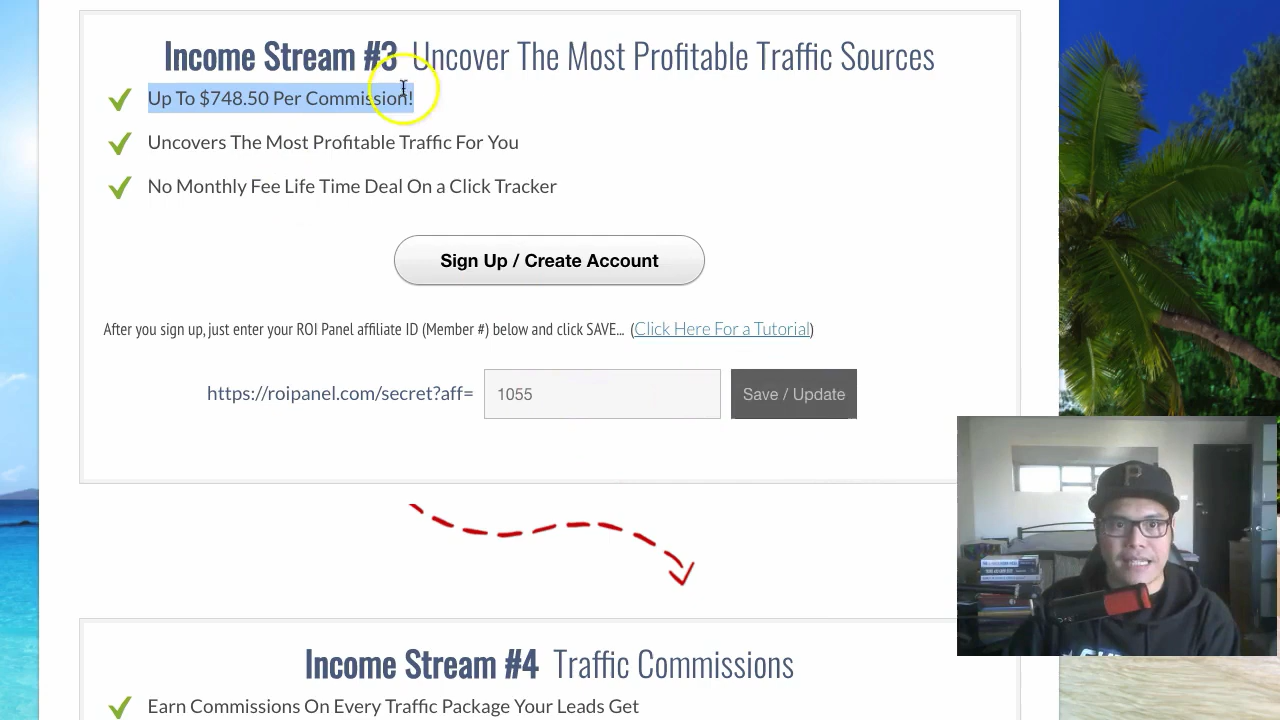 Income Stream #3 Uncover The Most Profitable Traffic Sources
Up To $748.50 Per Commission!
Uncovers The Most Profitable Traffic For You
No Monthly Fee Life Time Deal On a Click Tracker
Sign Up / Create Account
After you sign up, just enter your ROI Panel affiliate ID (Member #) below and click SAVE... (Click Here For a Tutorial)
https://roipanel.com/secret?aff= 1055 Save / Update
P
Income Stream #4 Traffic Commissions
Earn Commissions On Every Traffic Package Your Leads Get